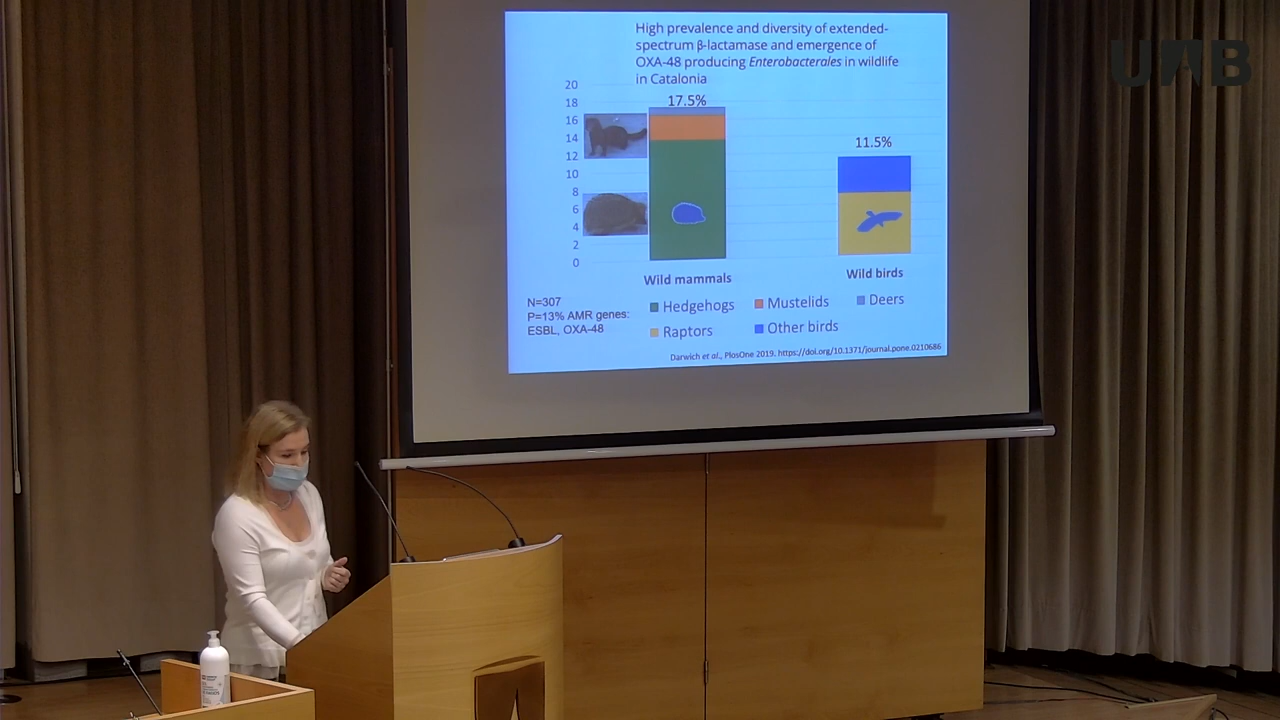 High prevalence and diversity of extended-
spectrum β-lactamase and emergence of
OXA-48 producing Enterobacterales in wildlife
in Catalonia
20
18
16
14
12
10
8
6
4
2
0
17.5%
11.5%
Wild mammals
Wild birds
N=307
P=13% AMR genes:
ESBL, OXA-48
Hedgehogs
Mustelids
Deers
Raptors
Other birds
Darwich et al., PlosOne 2019. https://doi.org/10.1371/journal.pone.0210686
UAB